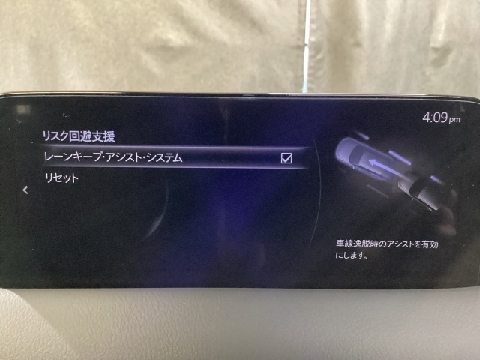 4:09pm
リスク回避支援
レーンキープ・アシスト・システム
リセット
車線逸脱時のアシストを有効
にします。